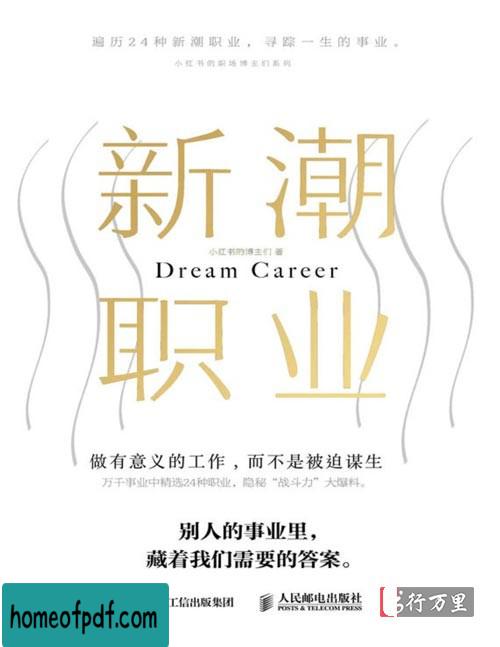 遍历24种新潮职业，寻踪一生的事业。
小红书的职场博主们系列
新潮
小红书的博主们 著
Dream Career
职业
做有意义的工作，而不是被迫谋生
万千事业中精选24种职业，隐秘“战斗力”大爆料。
别人的事业里，
藏着我们需要的答案。
工信出版集团
人民邮电出版社
POSTS & TELECOM PRESS
书行万里
homeofpdf.com